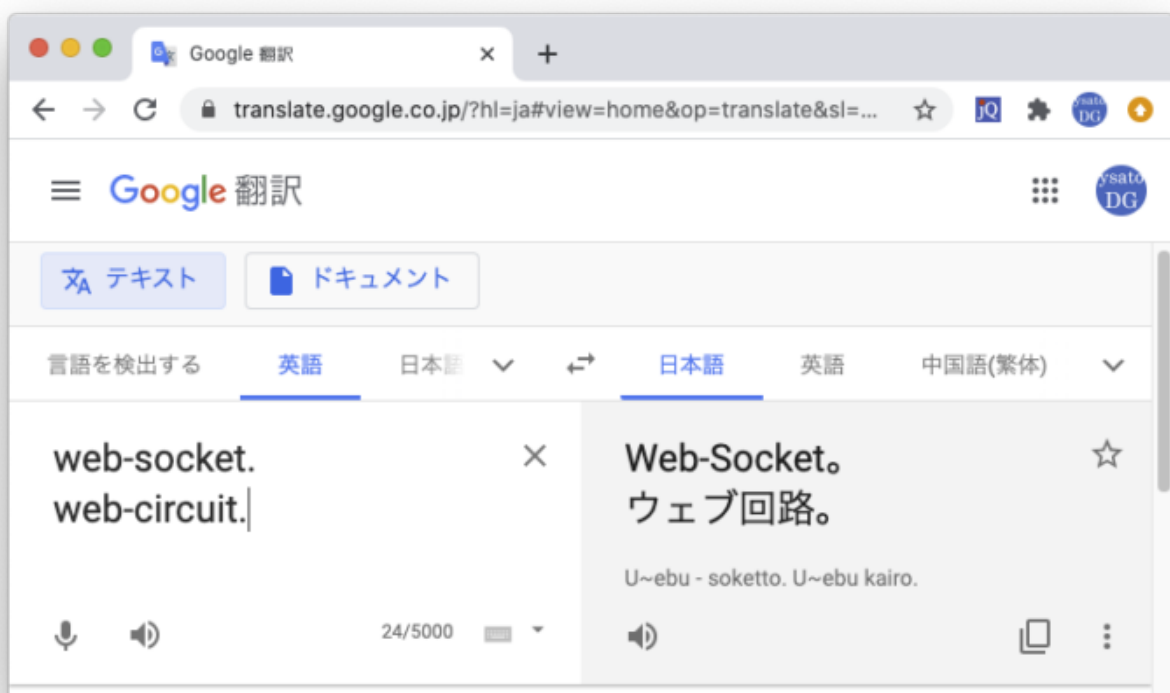 Google 翻訳
translate.google.co.jp/?hl=ja#view=home&op=translate&sl=...
jQ
ysato
DG
Google 翻訳
ysato
DG
テキスト
ドキュメント
言語を検出する 英語 日本語 日本語 英語 中国語(繁体)
web-socket.
web-circuit.
24/5000
Web-Socket。
ウェブ回路。
U~ebu - soketto. U~ebu kairo.